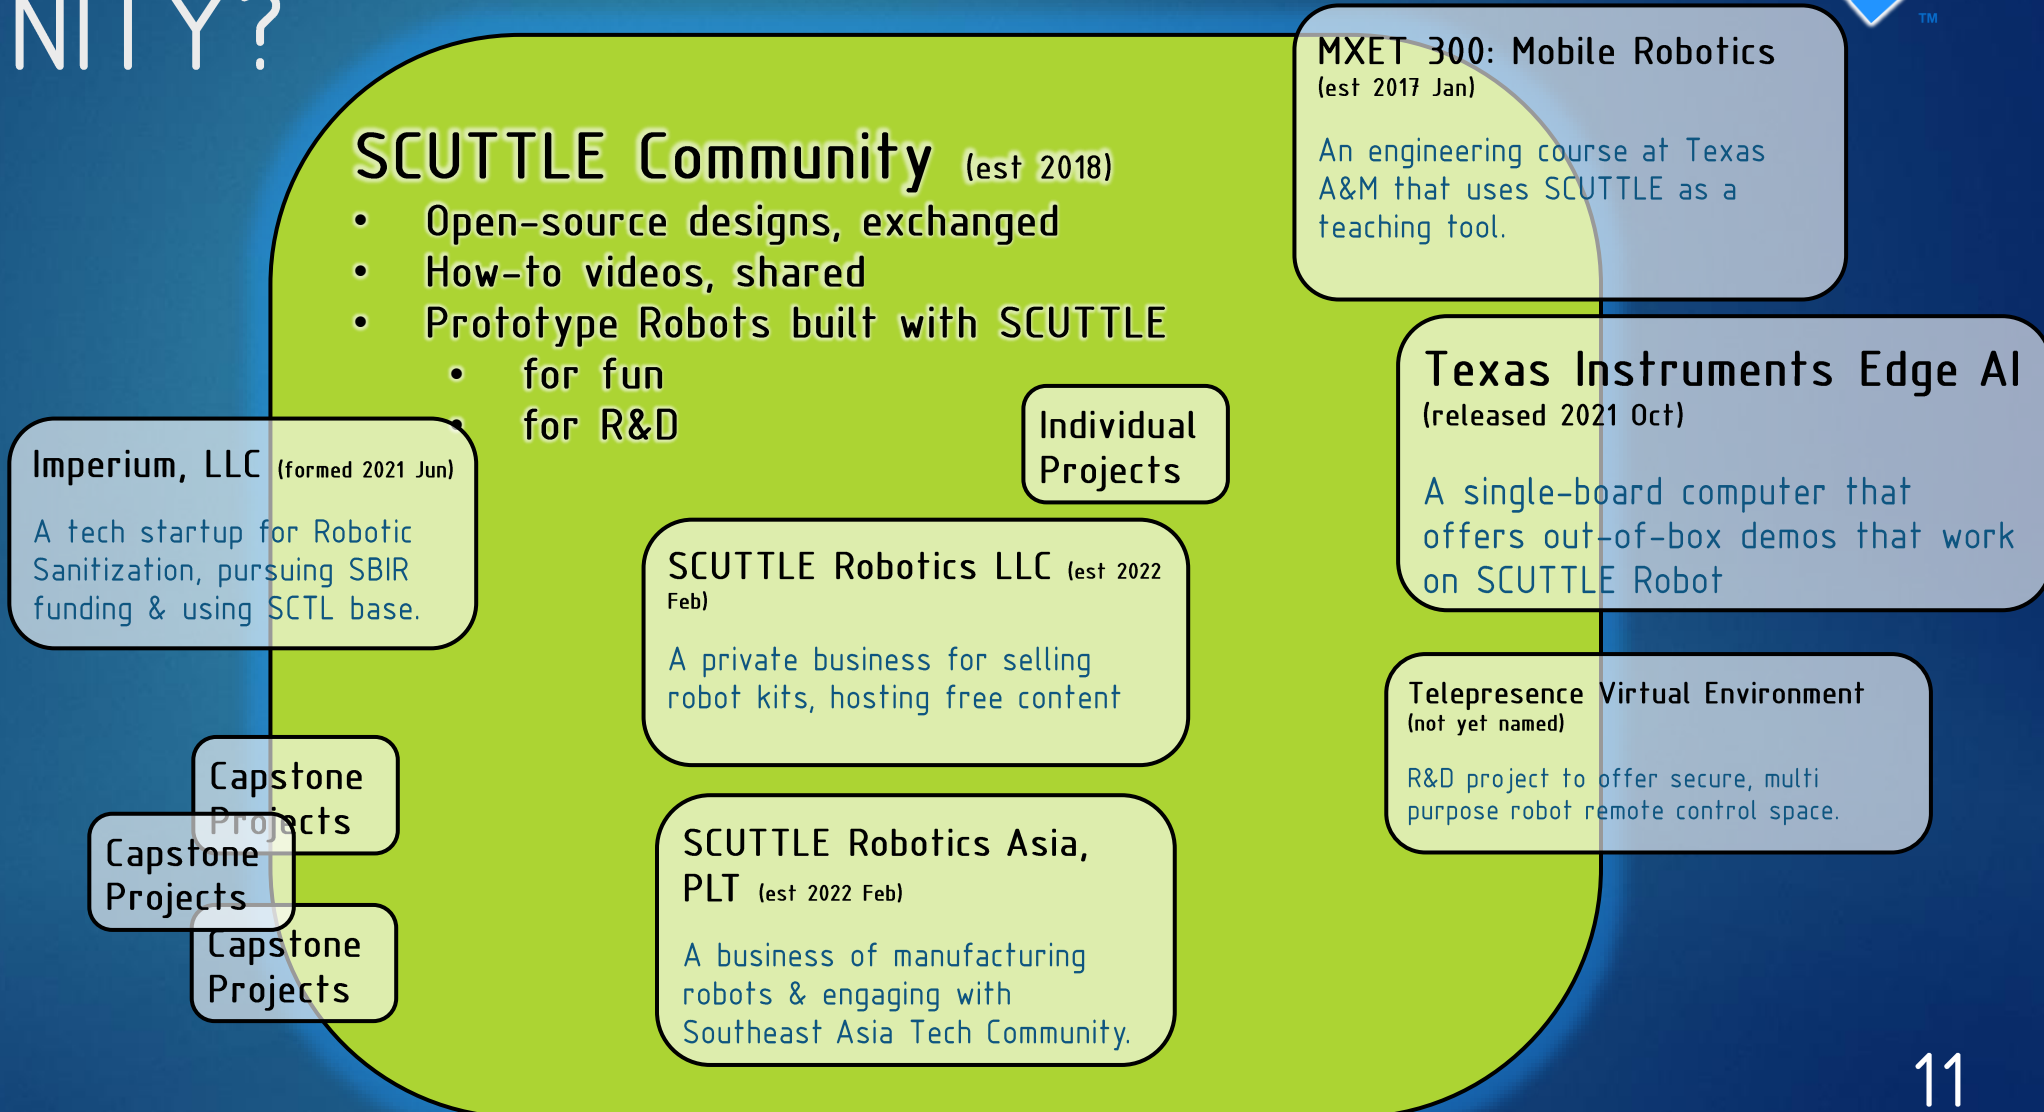 NITY?
TM
SCUTTLE Community (est 2018)
• Open-source designs, exchanged
• How-to videos, shared
• Prototype Robots built with SCUTTLE
• for fun
• for R&D
MXET 300: Mobile Robotics
(est 2017 Jan)
An engineering course at Texas
A&M that uses SCUTTLE as a
teaching tool.
Texas Instruments Edge AI
(released 2021 Oct)
A single-board computer that
offers out-of-box demos that work
on SCUTTLE Robot
Individual
Projects
Imperium, LLC (formed 2021 Jun)
A tech startup for Robotic
Sanitization, pursuing SBIR
funding & using SCTL base.
SCUTTLE Robotics LLC (est 2022
Feb)
A private business for selling
robot kits, hosting free content
Telepresence Virtual Environment
(not yet named)
R&D project to offer secure, multi
purpose robot remote control space.
Capstone
Projects
Capstone
Projects
Capstone
Projects
SCUTTLE Robotics Asia,
PLT (est 2022 Feb)
A business of manufacturing
robots & engaging with
Southeast Asia Tech Community.
11